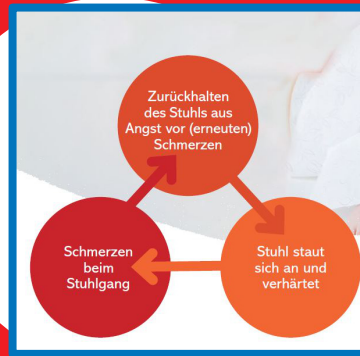 Zurückhalten
des Stuhls aus
Angst vor (erneuten)
Schmerzen
Schmerzen
beim
Stuhlgang
Stuhl staut
sich an und
verhärtet